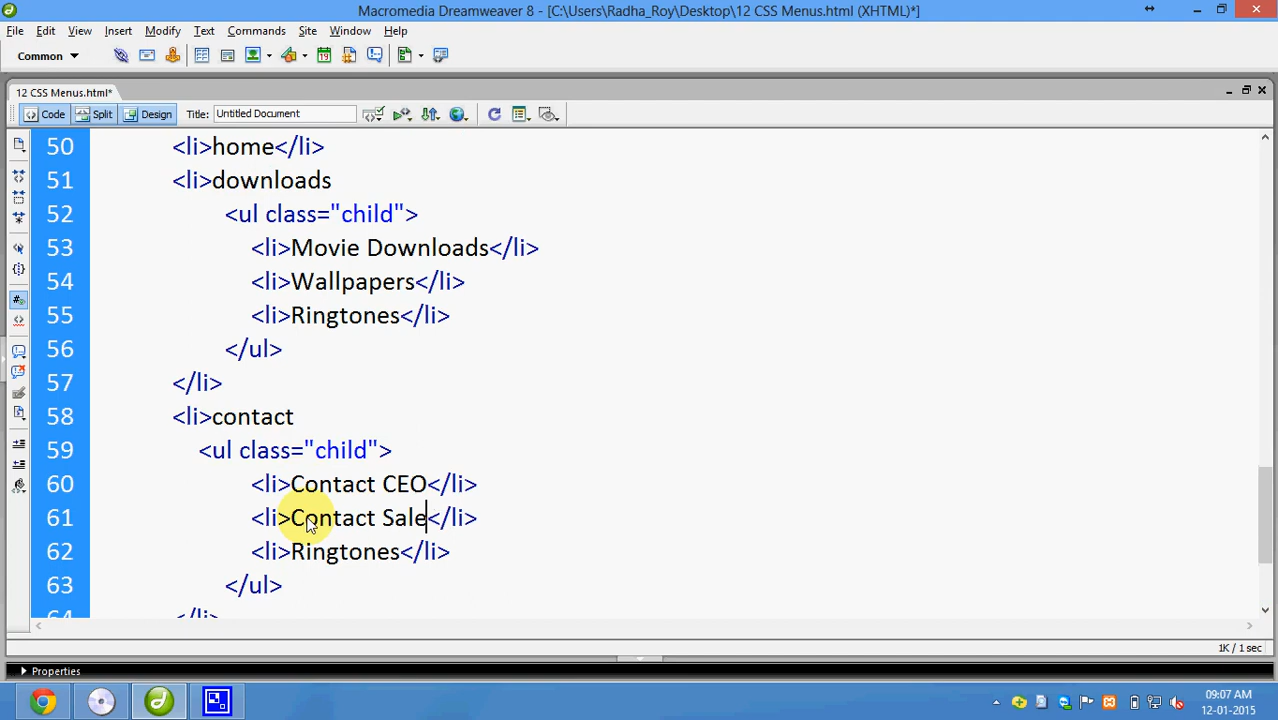 Macromedia Dreamweaver 8 - [C:\Users\Radha_Roy\Desktop\12 CSS Menus.html (XHTML)*]
File Edit View Insert Modify Text Commands Site Window Help
Common
12 CSS Menus.html*
Code Split Design Title: Untitled Document
50 <li>home</li>
51 <li>downloads
52 <ul class="child">
53 <li>Movie Downloads</li>
54 <li>Wallpapers</li>
55 <li>Ringtones</li>
56 </ul>
57 </li>
58 <li>contact
59 <ul class="child">
60 <li>Contact CEO</li>
61 <li>Contact Sale</li>
62 <li>Ringtones</li>
63 </ul>
64 </li>
1K / 1 sec
Properties
09:07 AM
12-01-2015